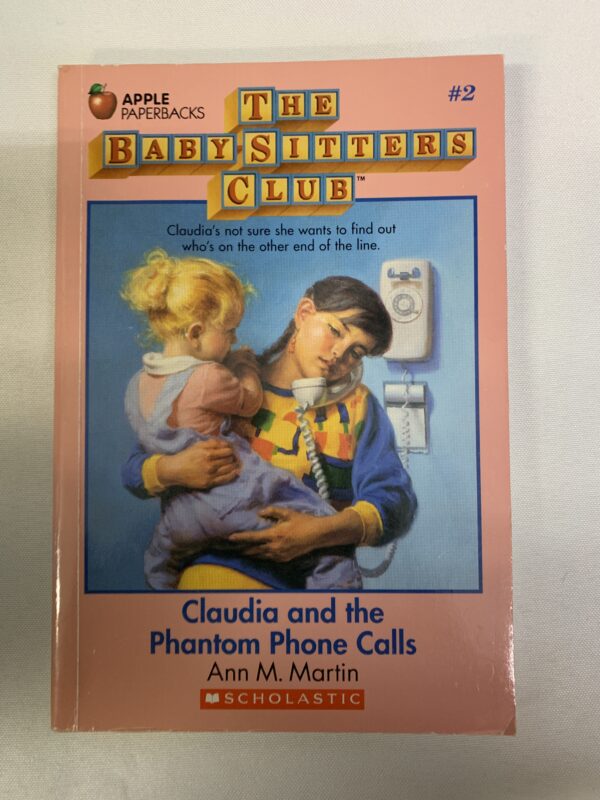 APPLE
PAPERBACKS
#2
THE
BABY-SITTERS
CLUB™
Claudia's not sure she wants to find out
who's on the other end of the line.
Claudia and the
Phantom Phone Calls
Ann M. Martin
SCHOLASTIC